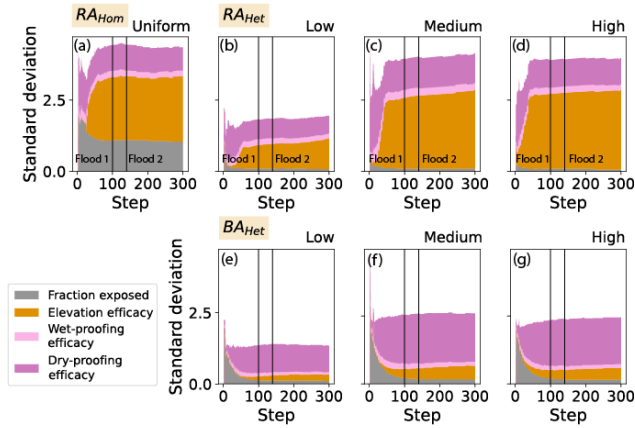 RA_Hom
RA_Het
Uniform
Low
Medium
High
(a)
(b)
(c)
(d)
Standard deviation
2.5
0.0
Flood 1 Flood 2
Flood 1 Flood 2
Flood 1 Flood 2
Flood 1 Flood 2
0 100 200 300
0 100 200 300
0 100 200 300
0 100 200 300
Step
Step
Step
Step
BA_Het
Low
Medium
High
(e)
(f)
(g)
Standard deviation
2.5
0.0
0 100 200 300
0 100 200 300
0 100 200 300
Step
Step
Step
Fraction exposed
Elevation efficacy
Wet-proofing
efficacy
Dry-proofing
efficacy